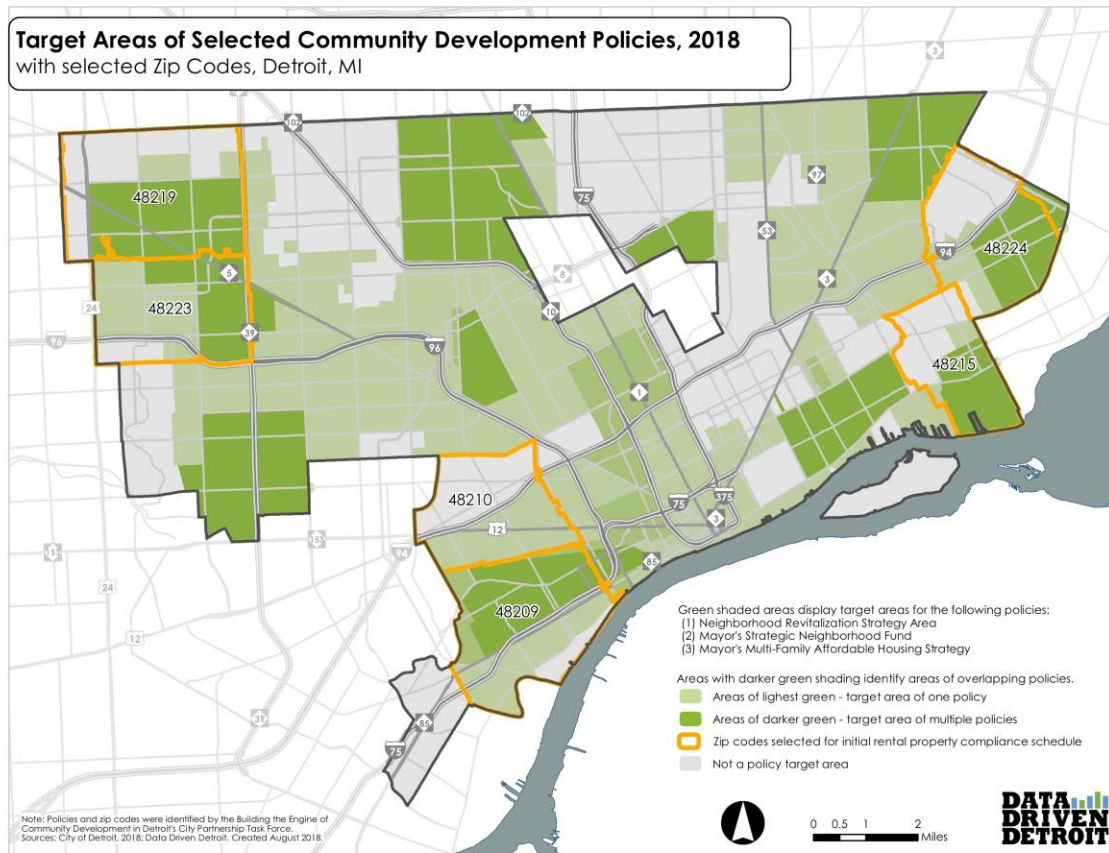 Target Areas of Selected Community Development Policies, 2018
with selected Zip Codes, Detroit, MI
3
102
102
48219
75
97
53
48224
94
5
8
3
24
48223
10
39
96
96
48215
1
48210
75
375
12
3
153
153
94
85
24
48209
12
39
85
75
Green shaded areas display target areas for the following policies:
(1) Neighborhood Revitalization Strategy Area
(2) Mayor's Strategic Neighborhood Fund
(3) Mayor's Multi-Family Affordable Housing Strategy
Areas with darker green shading identify areas of overlapping policies.
Areas of lighest green - target area of one policy
Areas of darker green - target area of multiple policies
Zip codes selected for initial rental property compliance schedule
Not a policy target area
Note: Policies and zip codes were identified by the Building the Engine of
Community Development in Detroit's City Partnership Task Force.
Sources: City of Detroit, 2018; Data Driven Detroit. Created August 2018.
0 0.5 1 2
Miles
DATA
DRIVEN
DETROIT